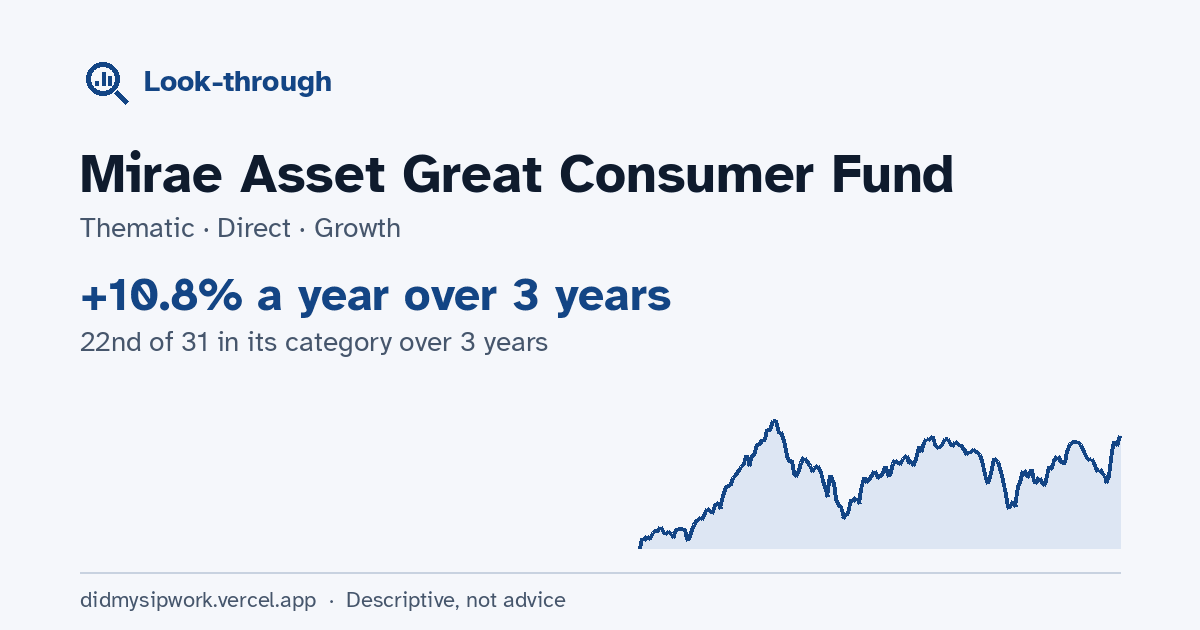 Look-through
Mirae Asset Great Consumer Fund
Thematic · Direct · Growth
+10.8% a year over 3 years
22nd of 31 in its category over 3 years
didmysipwork.vercel.app · Descriptive, not advice